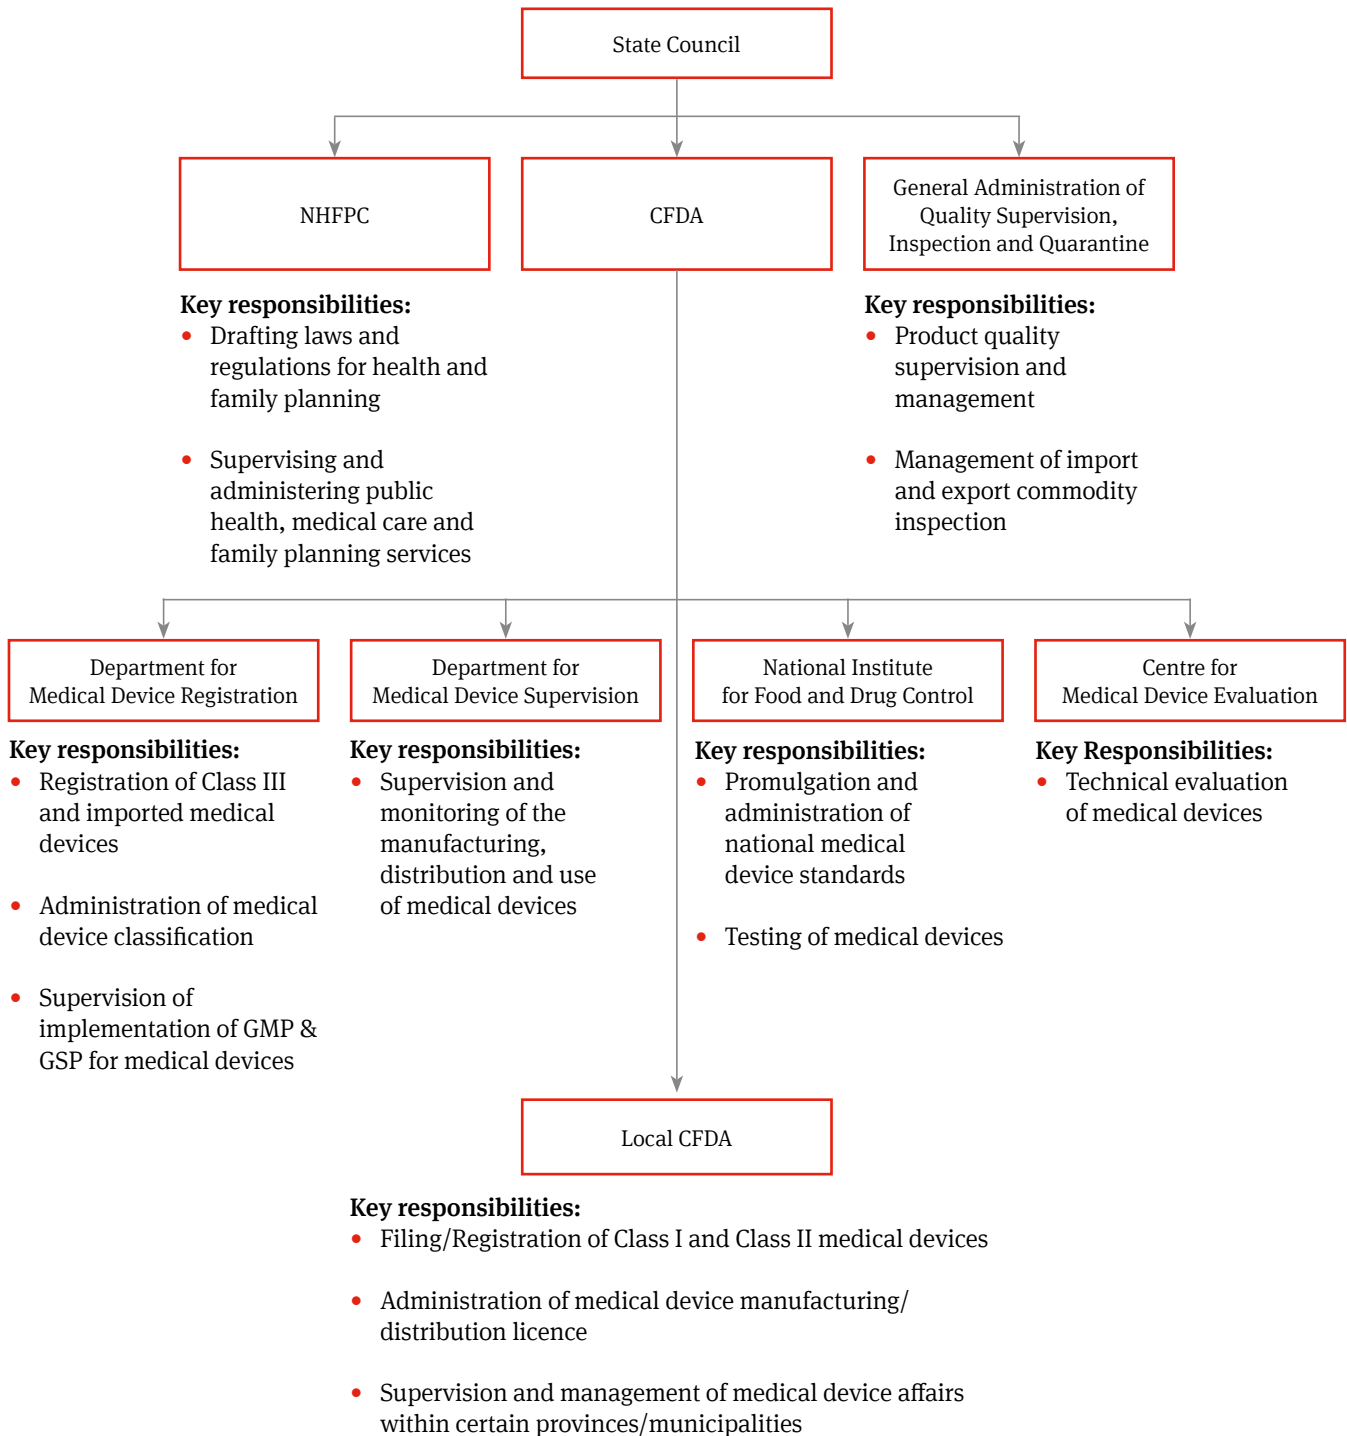 State Council
NHFPC
CFDA
General Administration of
Quality Supervision,
Inspection and Quarantine
Key responsibilities:
• Drafting laws and
regulations for health and
family planning
• Supervising and
administering public
health, medical care and
family planning services
Key responsibilities:
• Product quality
supervision and
management
• Management of import
and export commodity
inspection
Department for
Medical Device Registration
Department for
Medical Device Supervision
National Institute
for Food and Drug Control
Centre for
Medical Device Evaluation
Key responsibilities:
• Registration of Class III
and imported medical
devices
• Administration of medical
device classification
• Supervision of
implementation of GMP &
GSP for medical devices
Key responsibilities:
• Supervision and
monitoring of the
manufacturing,
distribution and use
of medical devices
Key responsibilities:
• Promulgation and
administration of
national medical
device standards
• Testing of medical devices
Key Responsibilities:
• Technical evaluation
of medical devices
Local CFDA
Key responsibilities:
• Filing/Registration of Class I and Class II medical devices
• Administration of medical device manufacturing/
distribution licence
• Supervision and management of medical device affairs
within certain provinces/municipalities